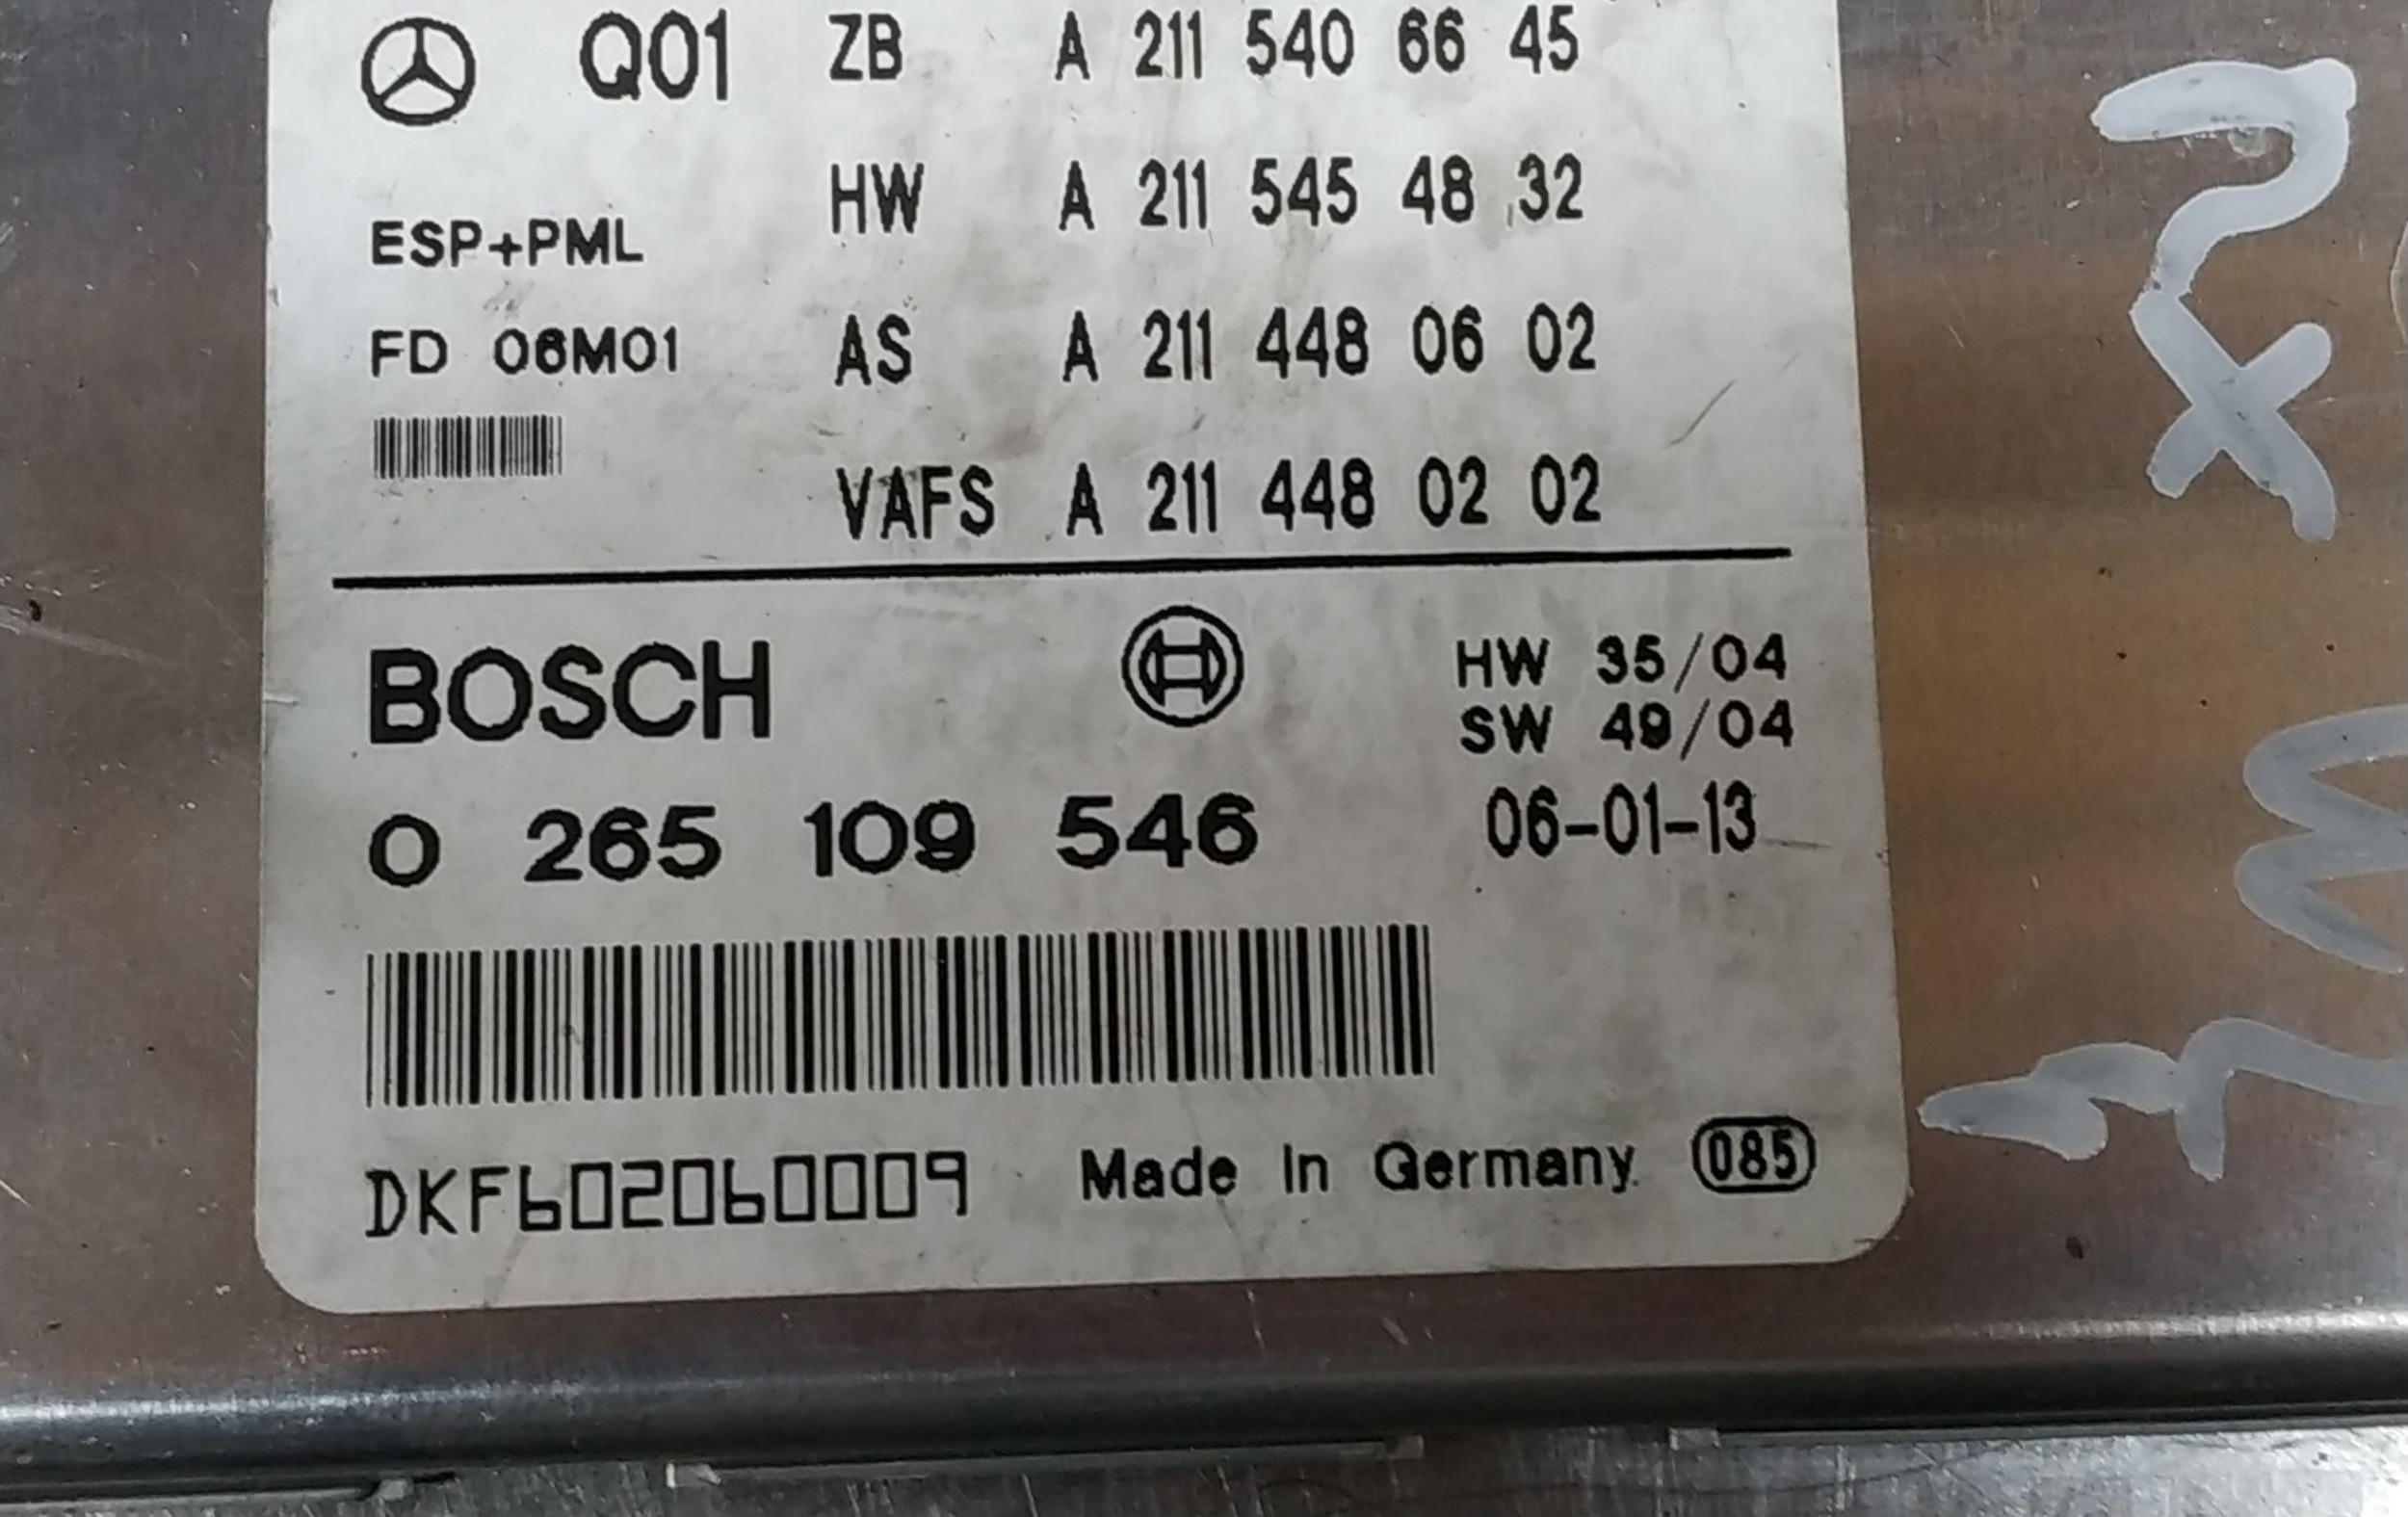 Q01 ZB A 211 540 66 45
HW A 211 545 48 32
ESP+PML
FD 06M01 AS A 211 448 06 02
VAFS A 211 448 02 02
BOSCH HW 35/04
SW 49/04
0 265 109 546 06-01-13
DKF602060009 Made In Germany 085